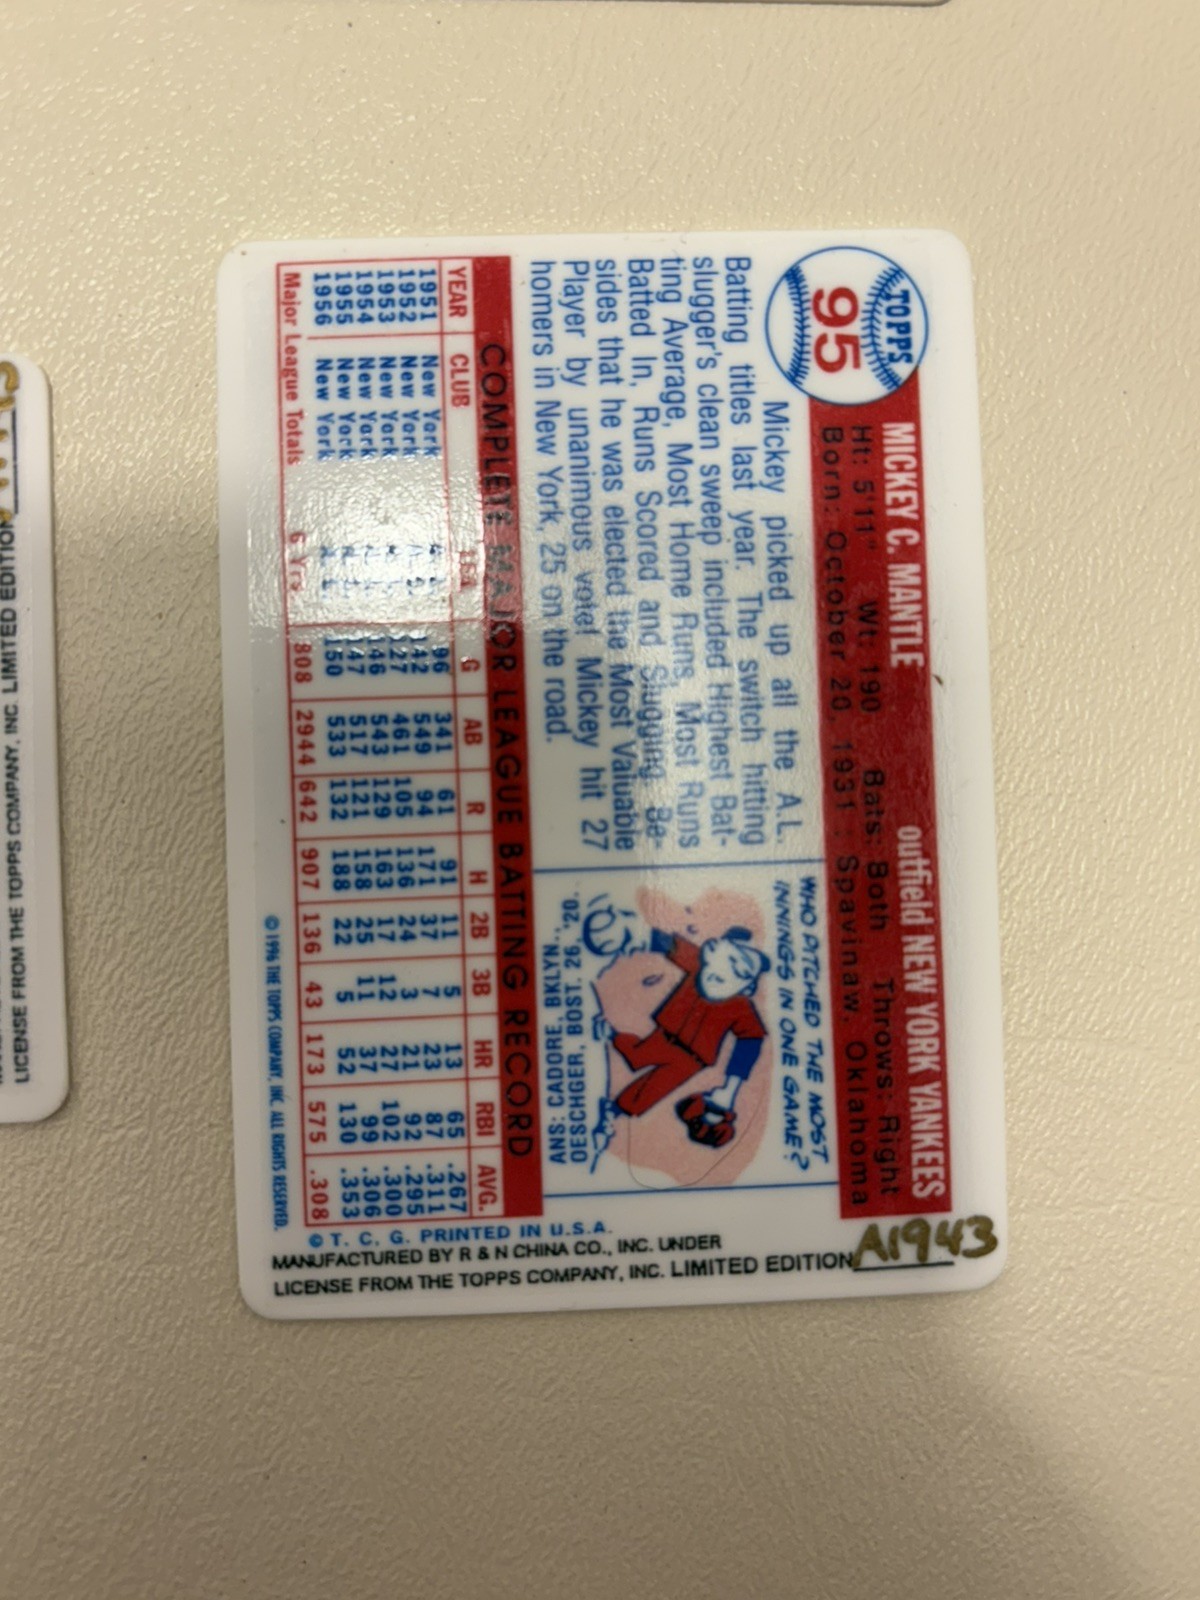 TOPPS
95
MICKEY C. MANTLE outfield NEW YORK YANKEES
Ht: 5'11" Wt: 190 Bats: Both Throws: Right
Born: October 20, 1931 Spavinaw, Oklahoma
Mickey picked up all the A.L.
Batting titles last year. The switch hitting
slugger's clean sweep included Highest Bat-
ting Average, Most Home Runs, Most Runs
Batted In, Runs Scored and Slugging. Be-
sides that he was elected the Most Valuable
Player by unanimous vote! Mickey hit 27
homers in New York, 25 on the road.
WHO PITCHED THE MOST
INNINGS IN ONE GAME?
ANS: CADORE, BKLYN.,
OESCHGER, BOST. 26, '20.
COMPLETE MAJOR LEAGUE BATTING RECORD
YEAR CLUB G AB R H 2B 3B HR RBI AVG.
1951 New York 96 341 61 91 11 5 13 65 .267
1952 New York 142 549 94 171 37 7 23 87 .311
1953 New York 127 461 105 136 24 3 21 92 .295
1954 New York 146 543 129 163 17 12 27 102 .300
1955 New York 147 517 121 158 25 11 37 99 .306
1956 New York 150 533 132 188 22 5 52 130 .353
Major League Totals 6 Yrs. 808 2944 642 907 136 43 173 575 .308
© 1996 THE TOPPS COMPANY, INC. ALL RIGHTS RESERVED.
© T. C. G. PRINTED IN U.S.A.
MANUFACTURED BY R & N CHINA CO., INC. UNDER
LICENSE FROM THE TOPPS COMPANY, INC. LIMITED EDITION A1943
LICENSE FROM THE TOPPS COMPANY, INC. LIMITED EDITION